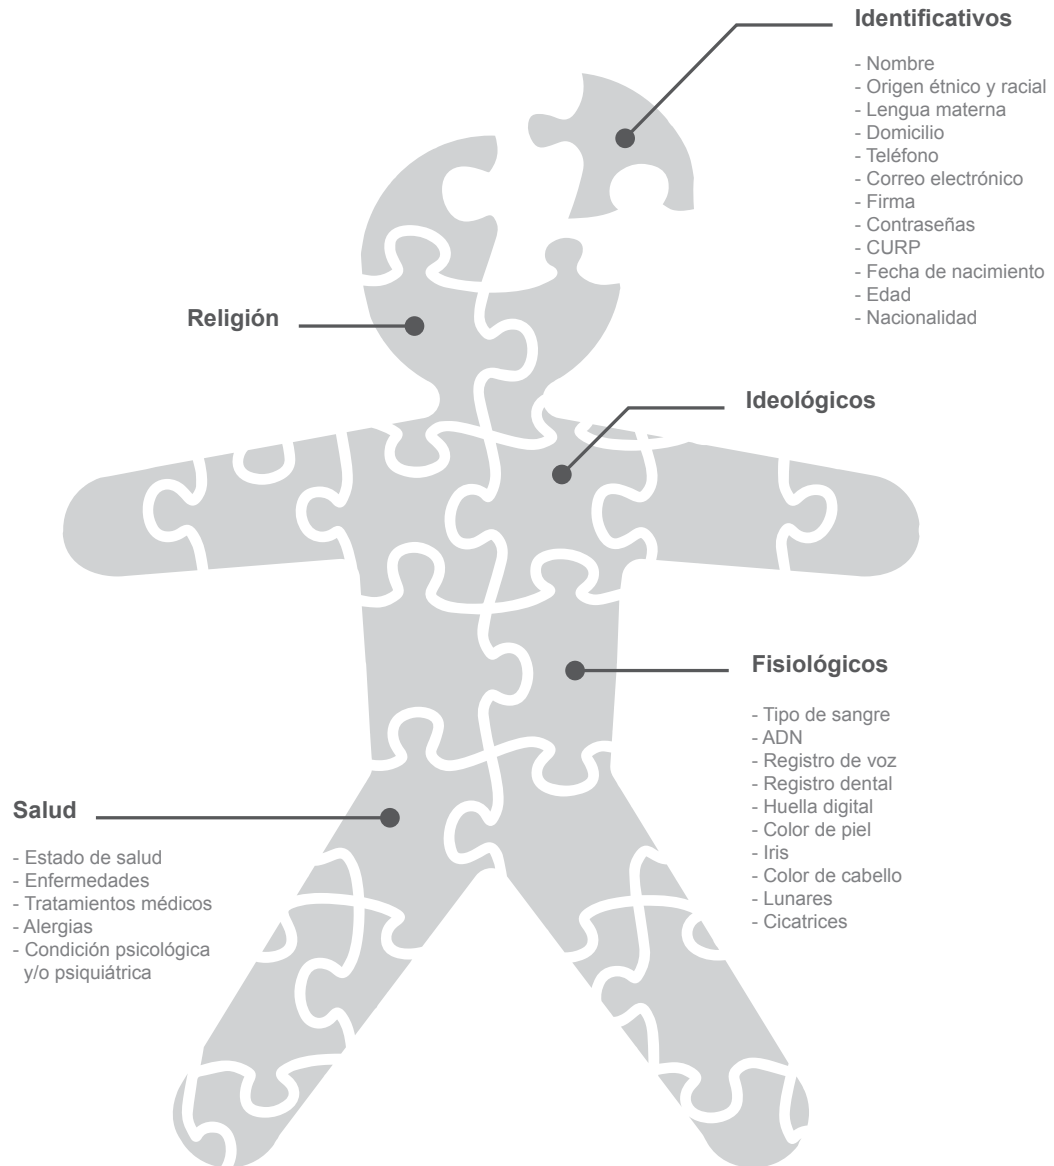 Identificativos
- Nombre
- Origen étnico y racial
- Lengua materna
- Domicilio
- Teléfono
- Correo electrónico
- Firma
- Contraseñas
- CURP
- Fecha de nacimiento
- Edad
- Nacionalidad
Religión
Ideológicos
Fisiológicos
- Tipo de sangre
- ADN
- Registro de voz
- Registro dental
- Huella digital
- Color de piel
- Iris
- Color de cabello
- Lunares
- Cicatrices
Salud
- Estado de salud
- Enfermedades
- Tratamientos médicos
- Alergias
- Condición psicológica
y/o psiquiátrica